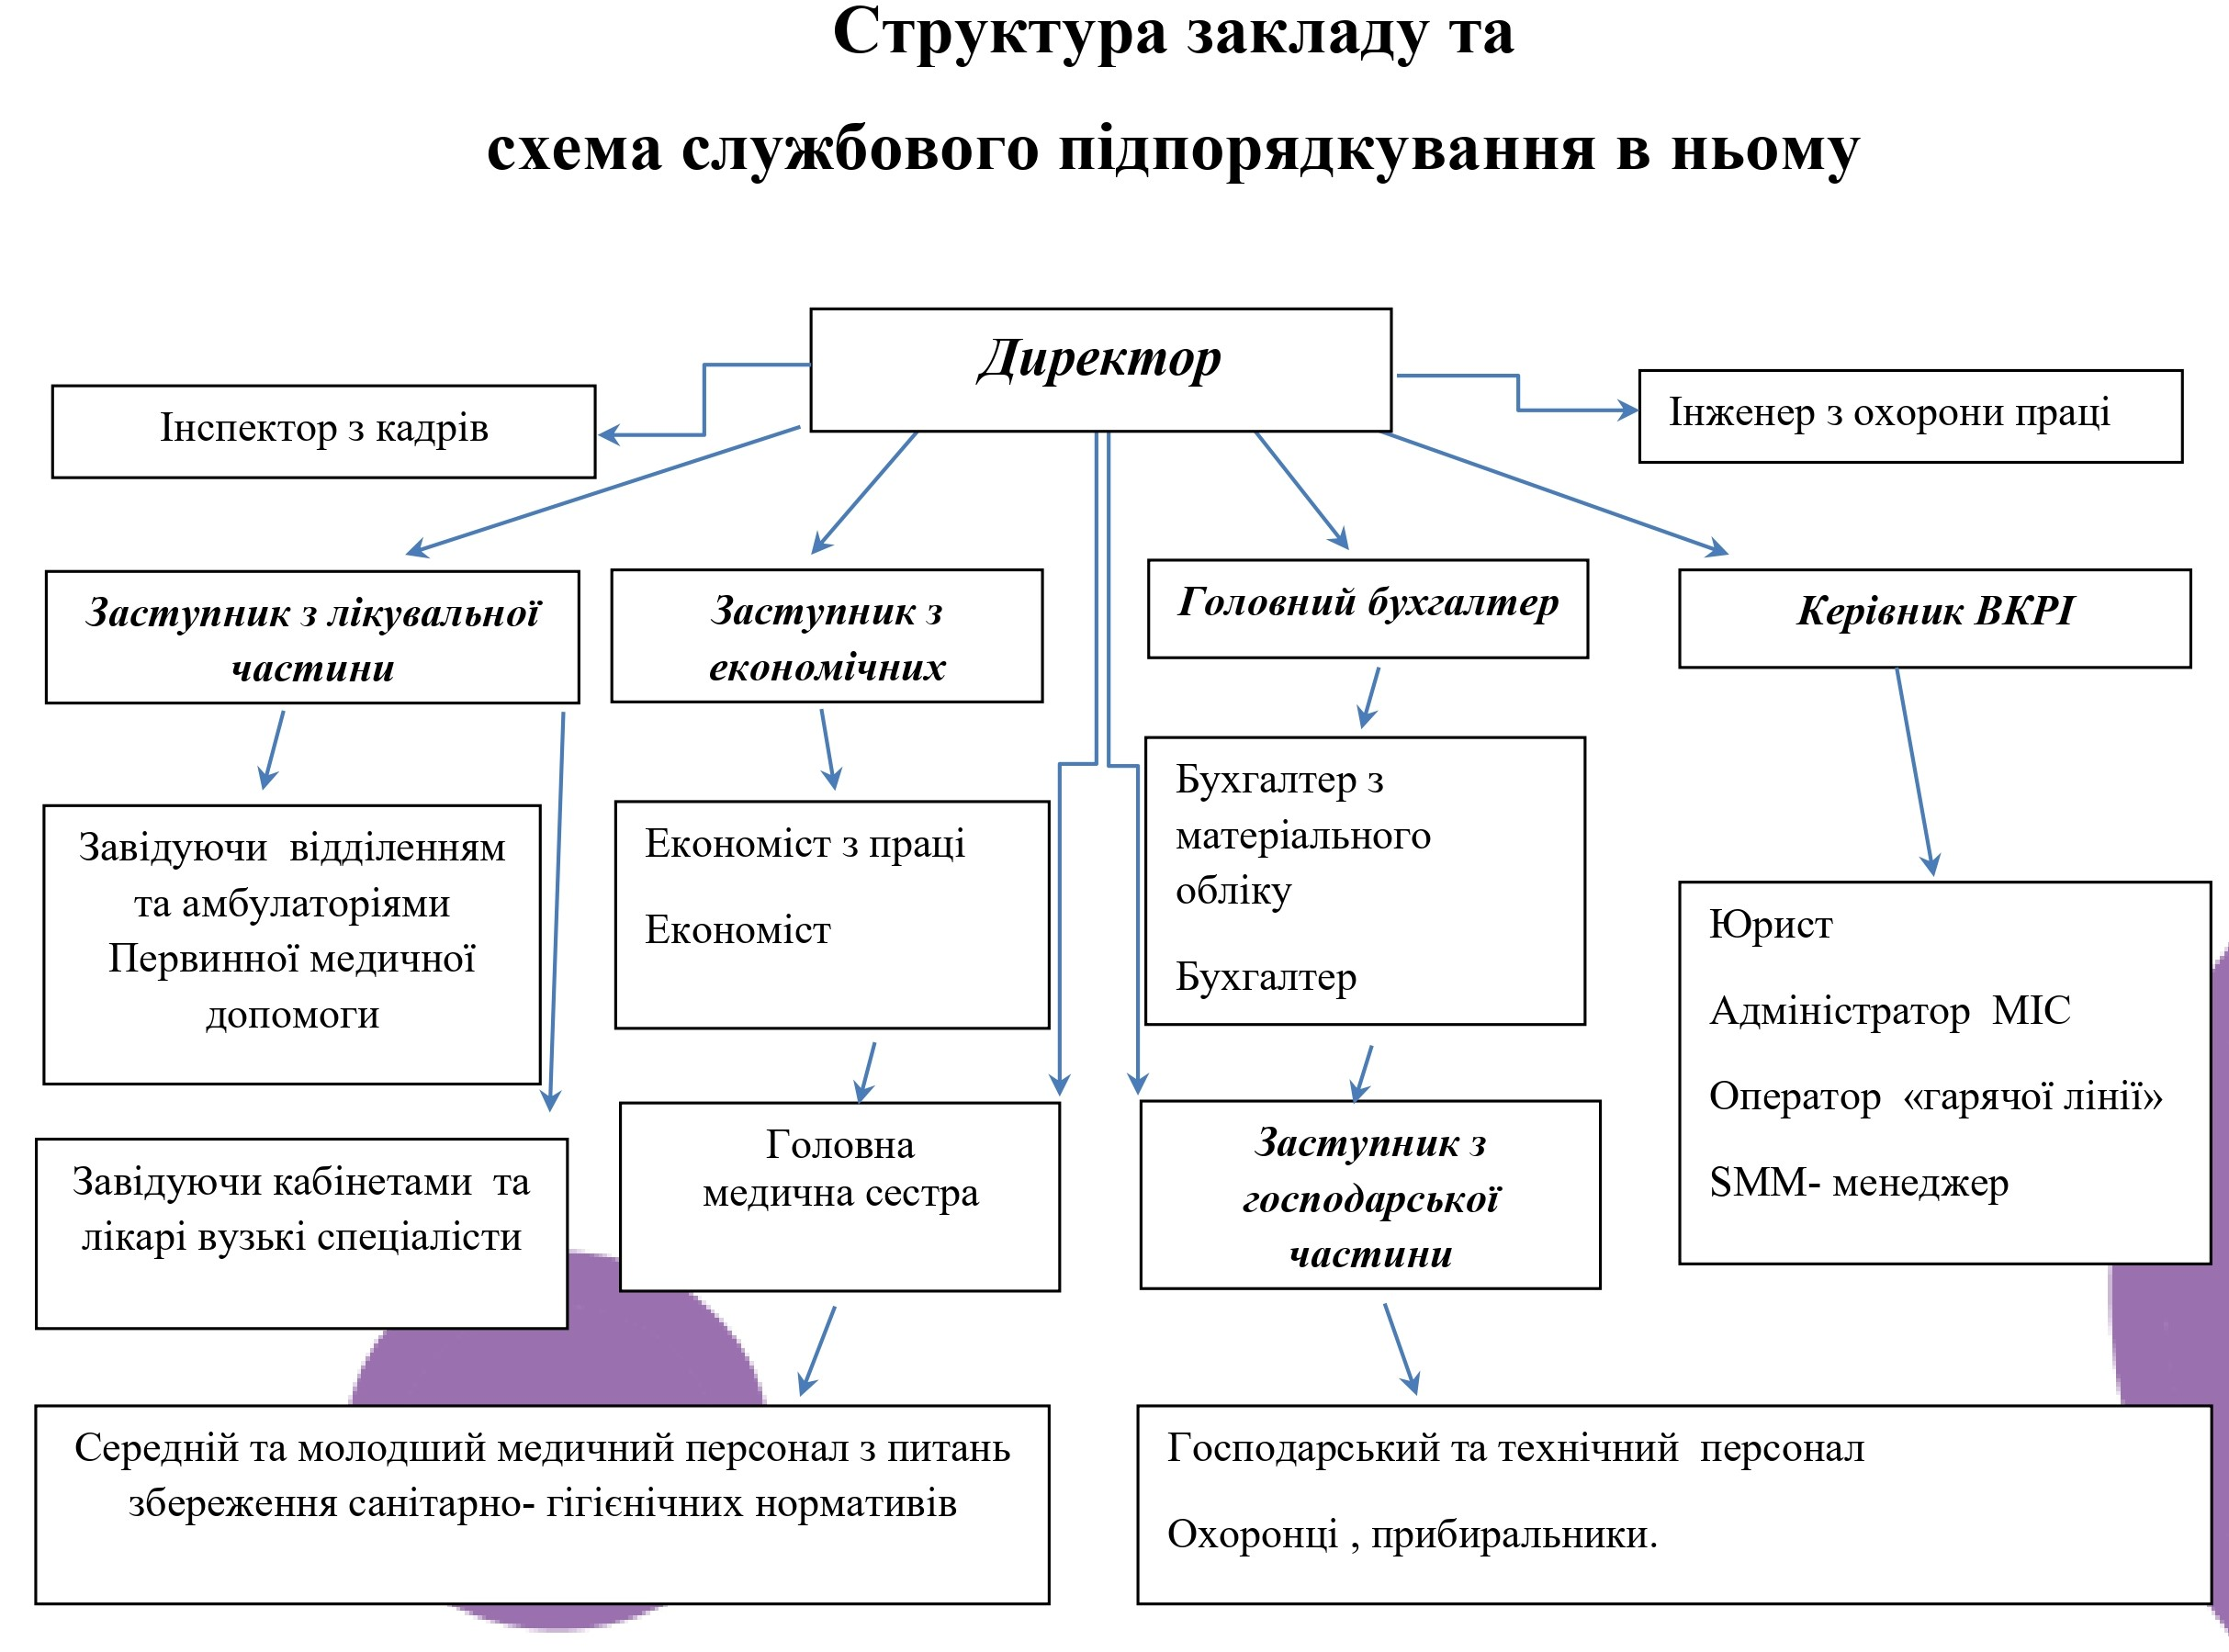 Структура закладу та
схема службового підпорядкування в ньому
Директор
Інспектор з кадрів
Інженер з охорони праці
Заступник з лікувальної
частини
Заступник з
економічних
Головний бухгалтер
Керівник ВКРІ
Завідуючи  відділенням
та амбулаторіями
Первинної медичної
допомоги
Економіст з праці
Економіст
Бухгалтер з
матеріального
обліку
Бухгалтер
Юрист
Адміністратор  МІС
Оператор  «гарячої лінії»
SMM- менеджер
Завідуючи кабінетами  та
лікарі вузькі спеціалісти
Головна
медична сестра
Заступник з
господарської
частини
Середній та молодший медичний персонал з питань
збереження санітарно- гігієнічних нормативів
Господарський та технічний  персонал
Охоронці , прибиральники.